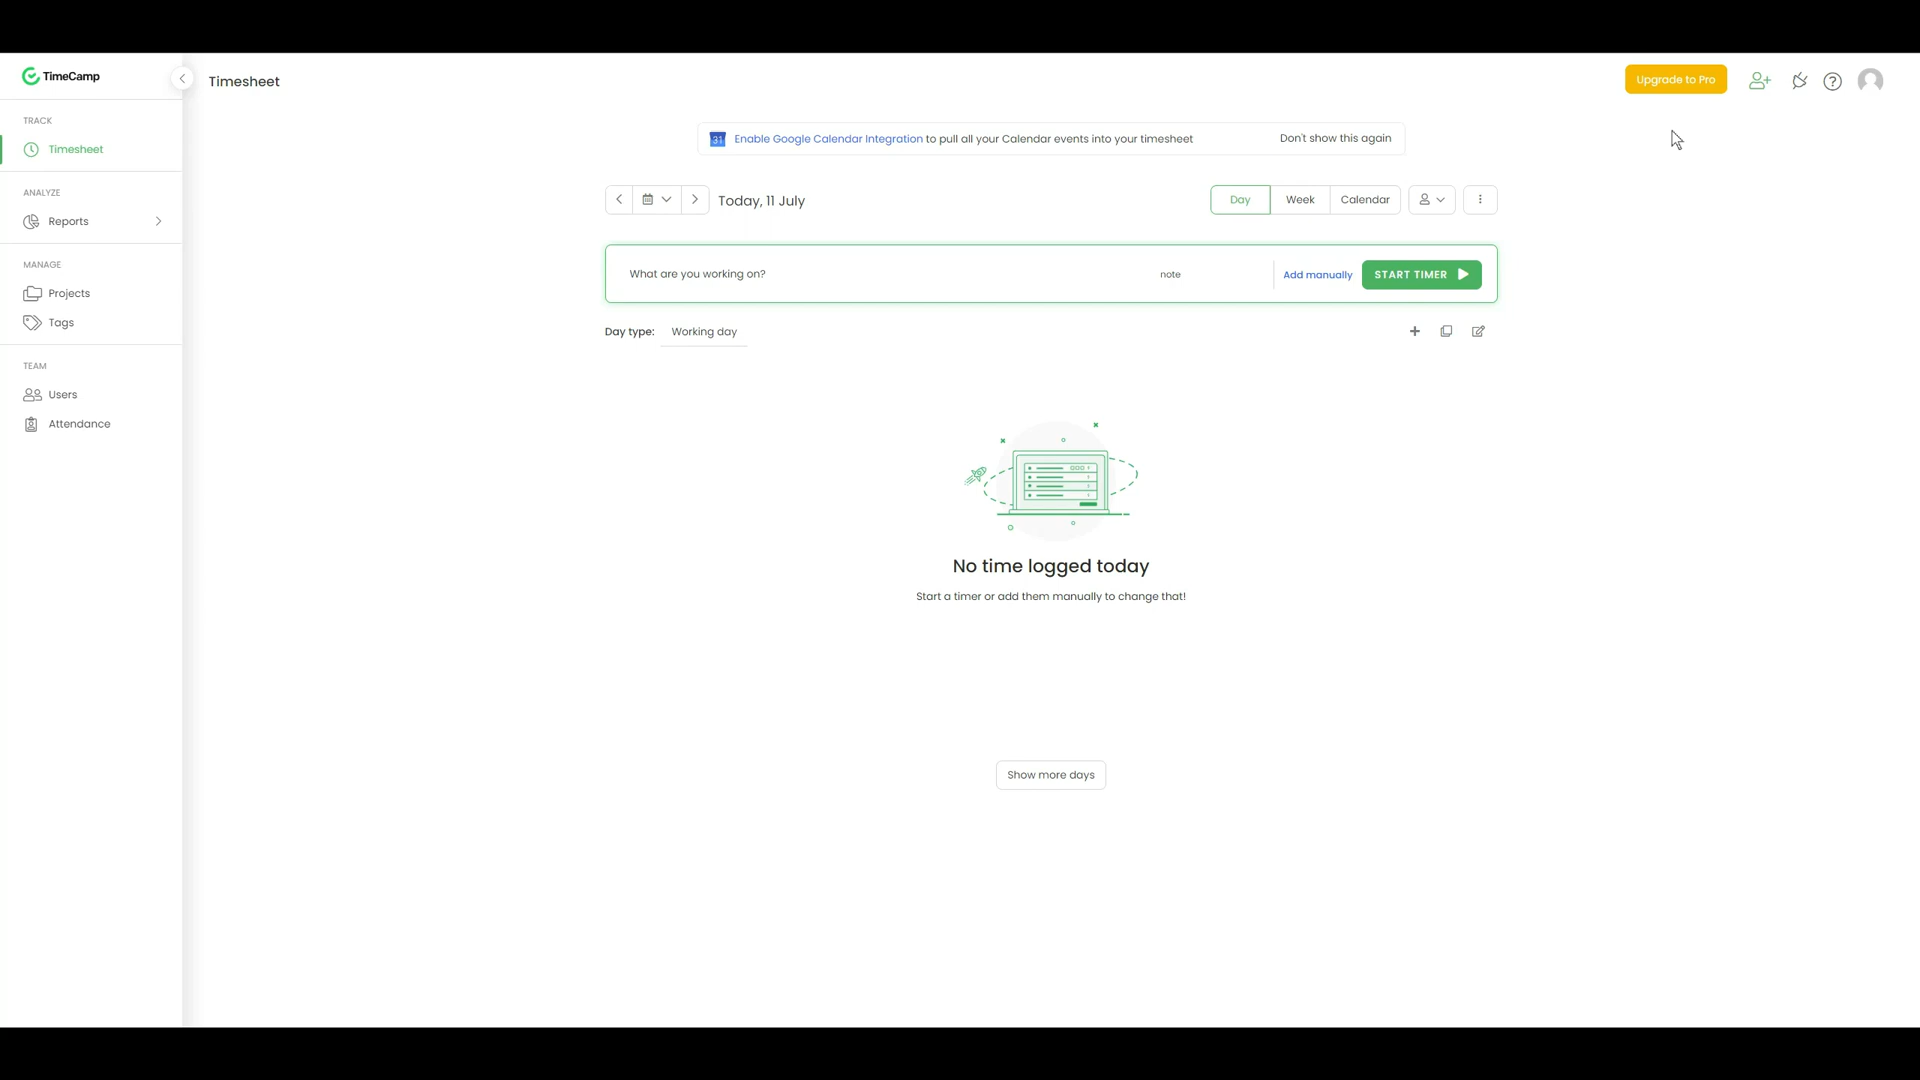 TimeCamp
Timesheet
Upgrade to Pro
TRACK
Timesheet
31 Enable Google Calendar Integration to pull all your Calendar events into your timesheet Don't show this again
ANALYZE
Reports
Today, 11 July
Day Week Calendar
MANAGE
Projects
Tags
What are you working on? note Add manually START TIMER
Day type: Working day
TEAM
Users
Attendance
No time logged today
Start a timer or add them manually to change that!
Show more days